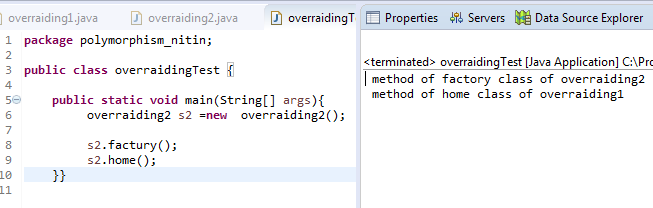 overraiding1.java
overraiding2.java
overraidingT
1 package polymorphism_nitin;
2
3 public class overraidingTest {
4
5 public static void main(String[] args){
6 overraiding2 s2 =new overraiding2();
7
8 s2.factury();
9 s2.home();
10 }}
11
Properties Servers Data Source Explorer
<terminated> overraidingTest [Java Application] C:\Pro
method of factory class of overraiding2
method of home class of overraiding1